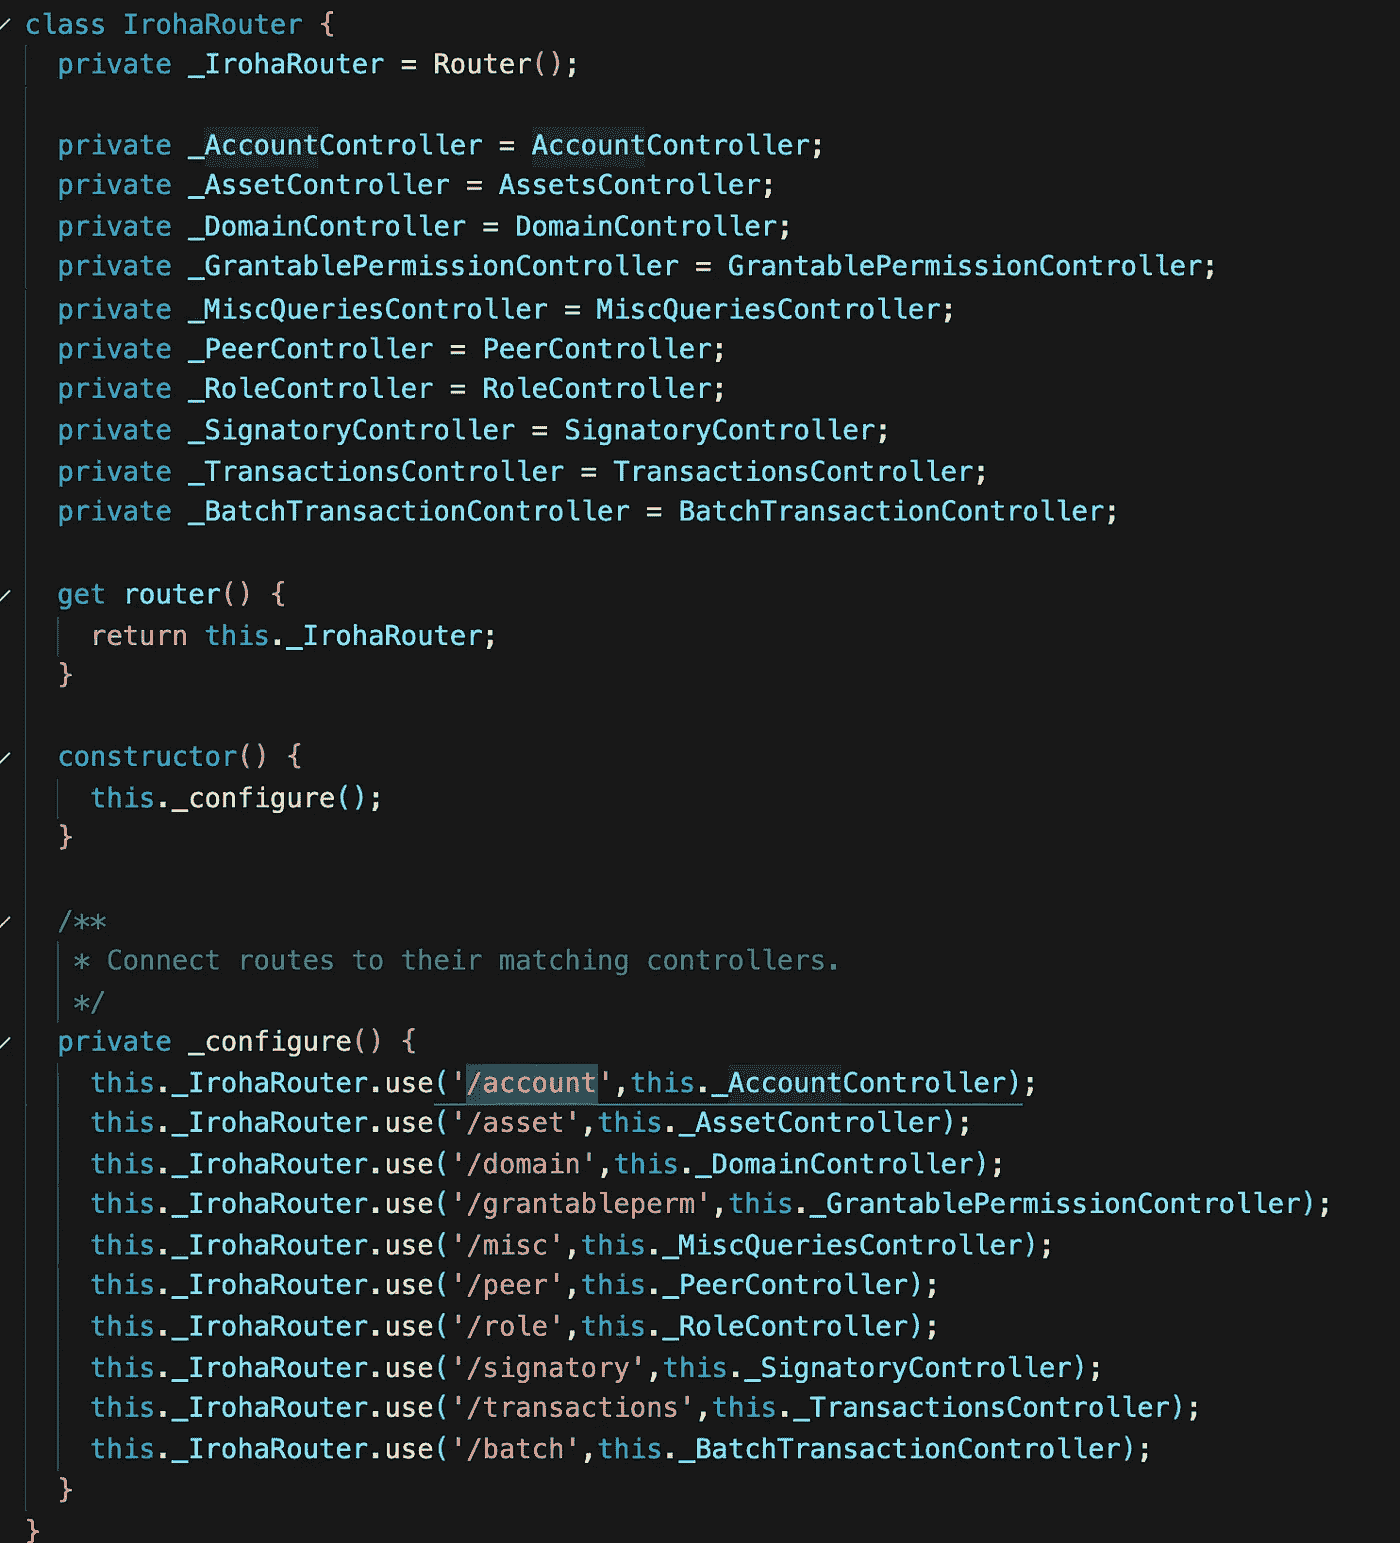 class IrohaRouter {
private _IrohaRouter = Router();
private _AccountController = AccountController;
private _AssetController = AssetsController;
private _DomainController = DomainController;
private _GrantablePermissionController = GrantablePermissionController;
private _MiscQueriesController = MiscQueriesController;
private _PeerController = PeerController;
private _RoleController = RoleController;
private _SignatoryController = SignatoryController;
private _TransactionsController = TransactionsController;
private _BatchTransactionController = BatchTransactionController;
get router() {
return this._IrohaRouter;
}
constructor() {
this._configure();
}
/**
* Connect routes to their matching controllers.
*/
private _configure() {
this._IrohaRouter.use('/account',this._AccountController);
this._IrohaRouter.use('/asset',this._AssetController);
this._IrohaRouter.use('/domain',this._DomainController);
this._IrohaRouter.use('/grantableperm',this._GrantablePermissionController);
this._IrohaRouter.use('/misc',this._MiscQueriesController);
this._IrohaRouter.use('/peer',this._PeerController);
this._IrohaRouter.use('/role',this._RoleController);
this._IrohaRouter.use('/signatory',this._SignatoryController);
this._IrohaRouter.use('/transactions',this._TransactionsController);
this._IrohaRouter.use('/batch',this._BatchTransactionController);
}
}